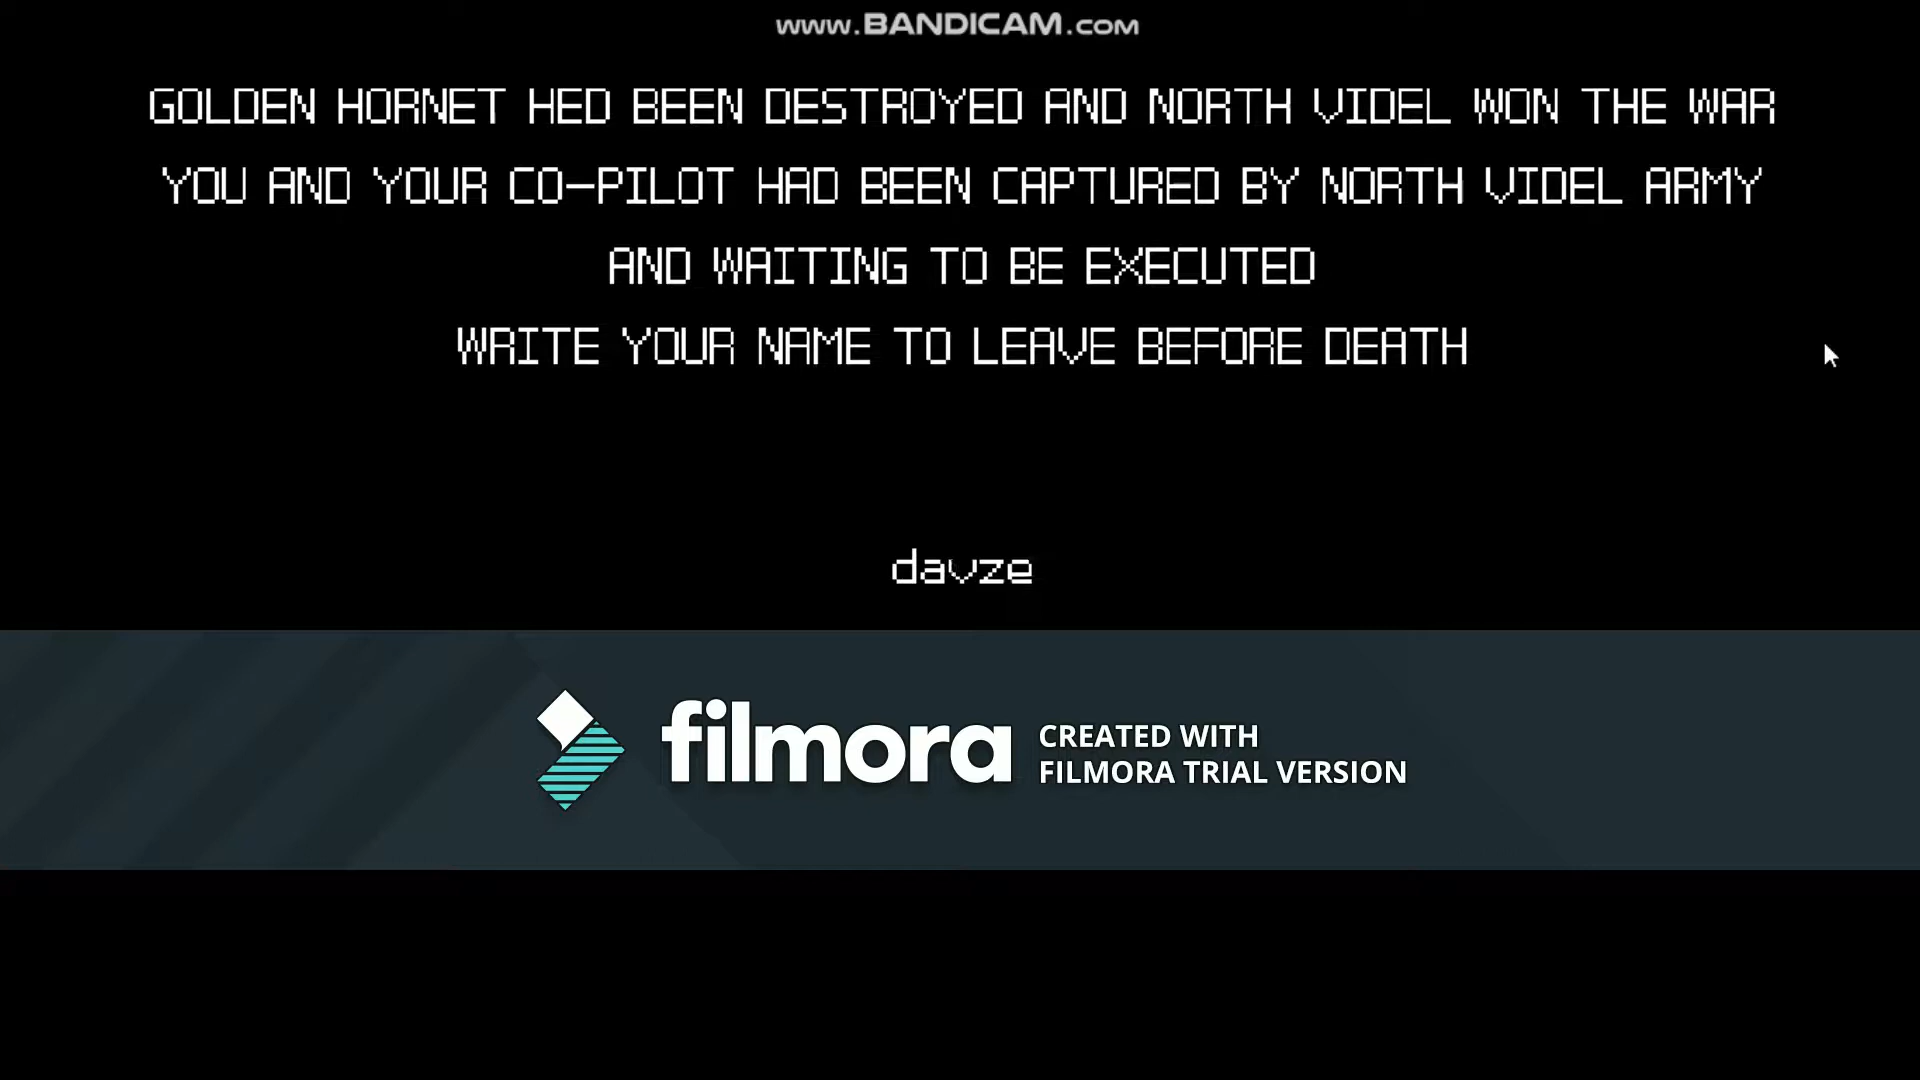 www.BANDICAM.com
GOLDEN HORNET HED BEEN DESTROYED AND NORTH VIDEL WON THE WAR
YOU AND YOUR CO-PILOT HAD BEEN CAPTURED BY NORTH VIDEL ARMY
AND WAITING TO BE EXECUTED
WRITE YOUR NAME TO LEAVE BEFORE DEATH
davze
filmora
CREATED WITH
FILMORA TRIAL VERSION